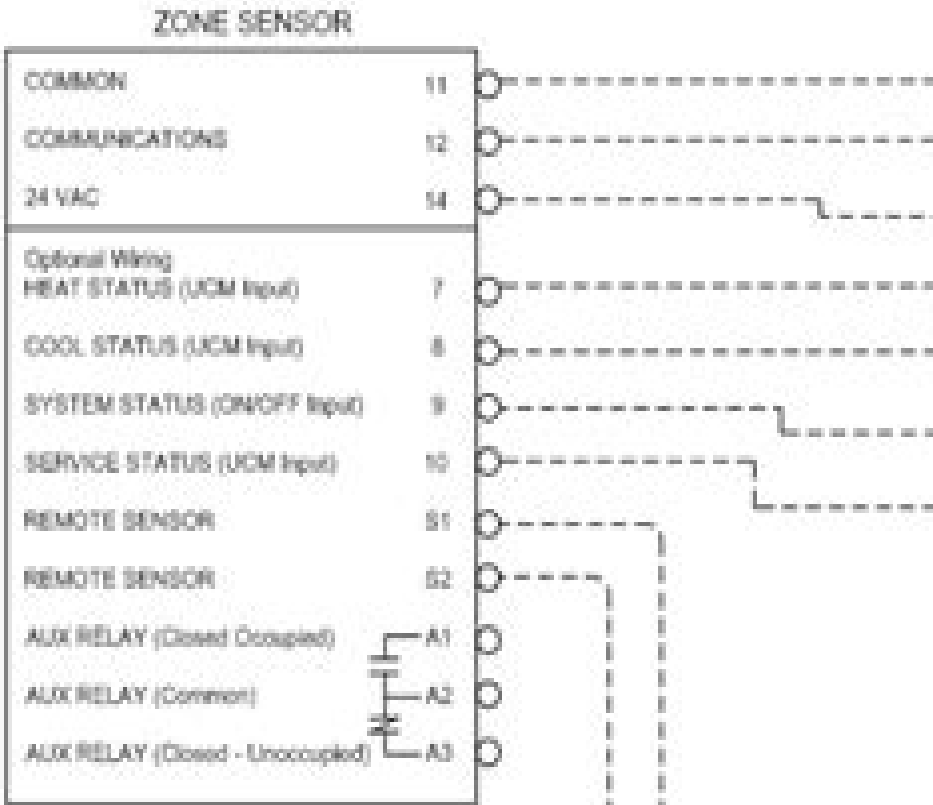 ZONE SENSOR
COMMON 11
COMMUNICATIONS 12
24 VAC 14
Optional Wiring
HEAT STATUS (UCM Input) 7
COOL STATUS (UCM Input) 8
SYSTEM STATUS (ON/OFF Input) 9
SERVICE STATUS (UCM Input) 10
REMOTE SENSOR S1
REMOTE SENSOR S2
AUX RELAY (Closed Occupied) A1
AUX RELAY (Common) A2
AUX RELAY (Closed - Unoccupied) A3